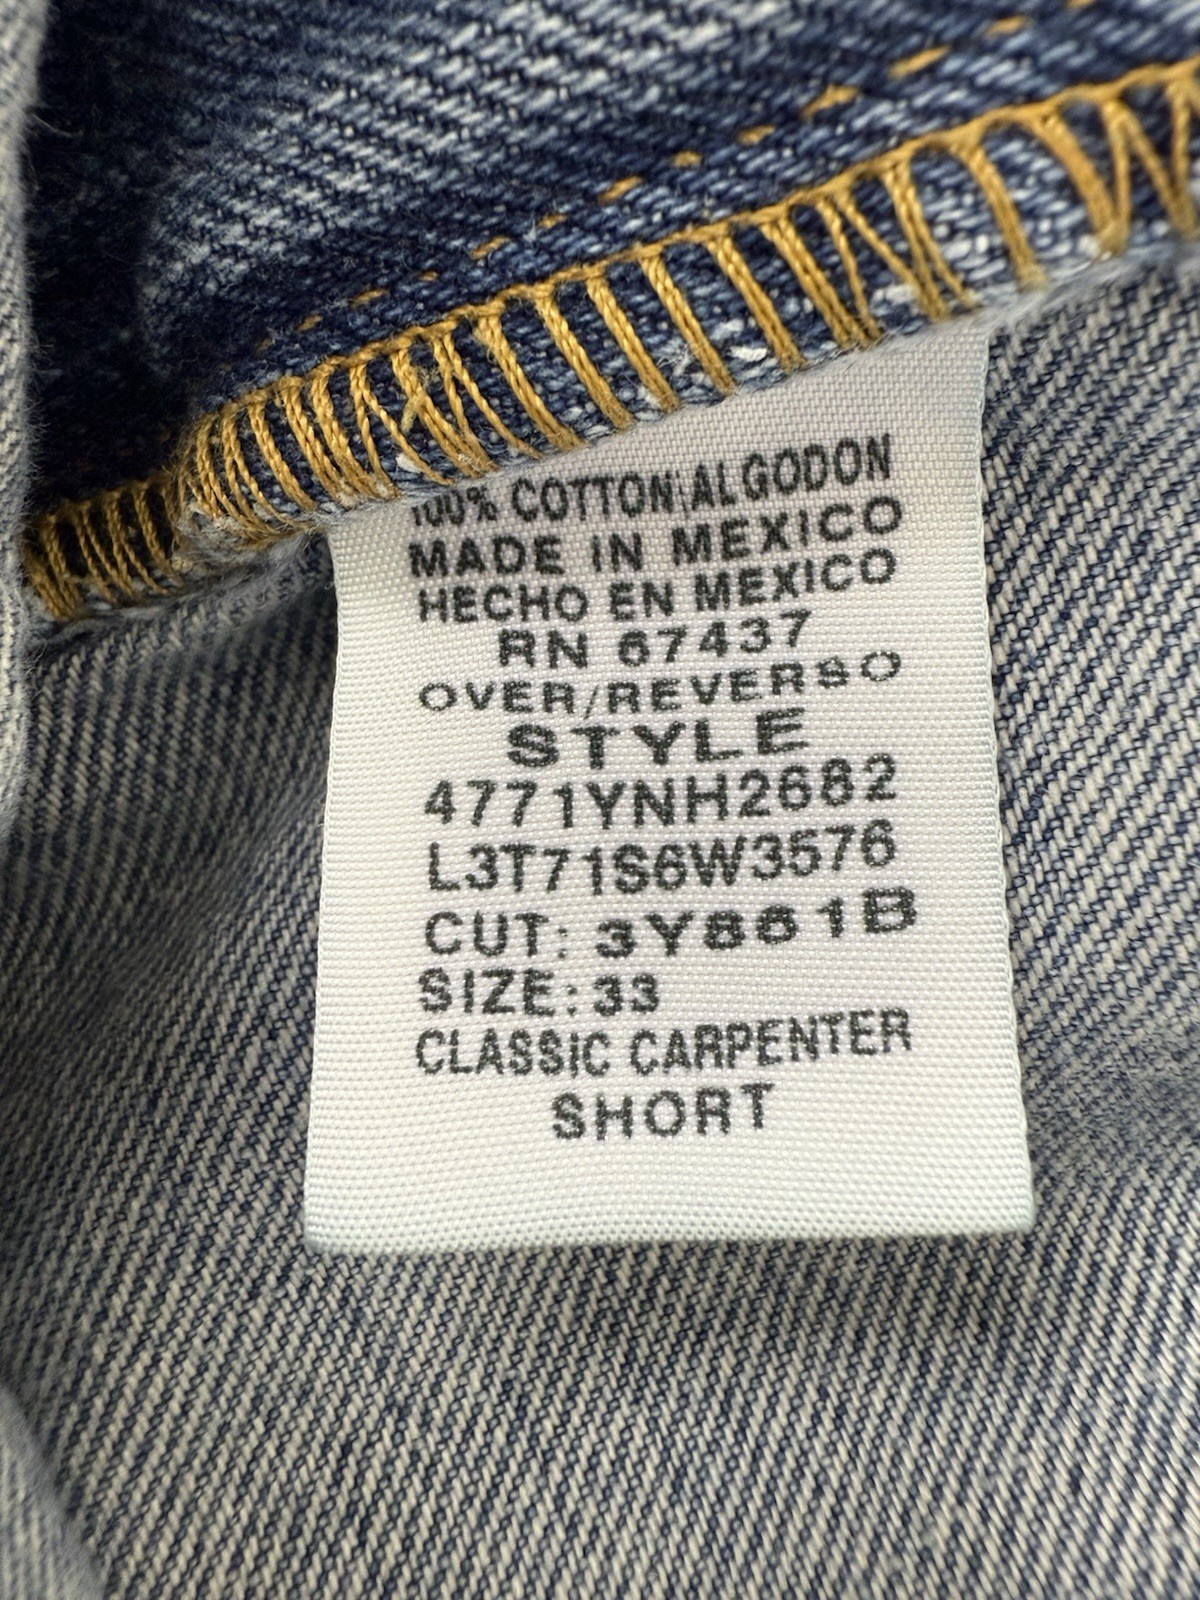 100% COTTON\ALGODON
MADE IN MEXICO
HECHO EN MEXICO
RN 67437
OVER/REVERSO
STYLE
4771YNH2682
L3T71S6W3576
CUT: 3Y861B
SIZE: 33
CLASSIC CARPENTER
SHORT